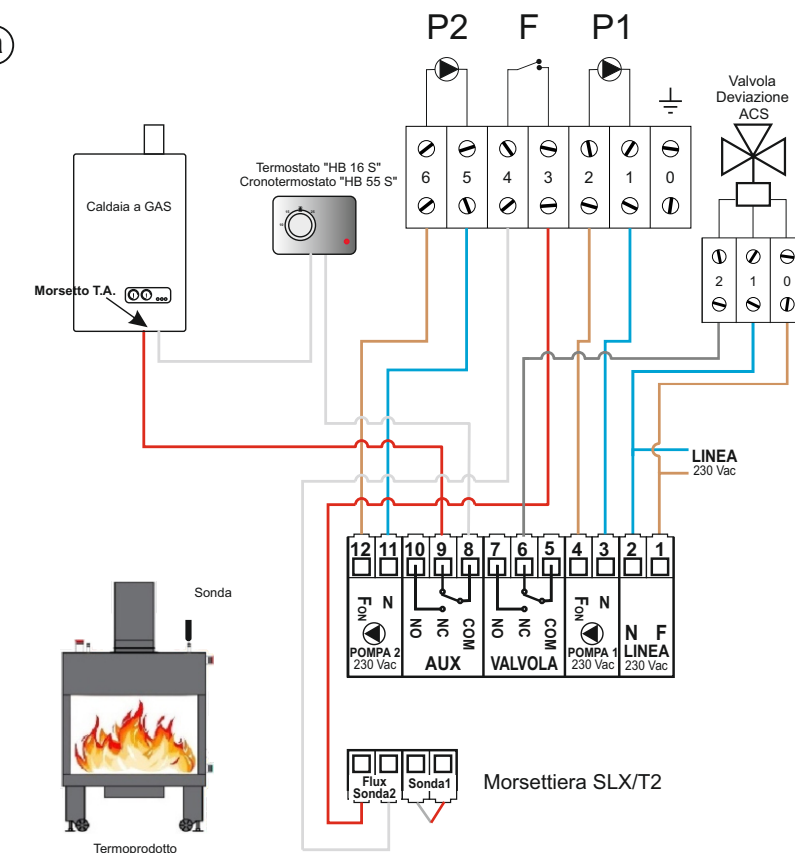 a
P2 F P1
Valvola
Deviazione
ACS
6 5 4 3 2 1 0
2 1 0
Termostato "HB 16 S"
Cronotermostato "HB 55 S"
Caldaia a GAS
Morsetto T.A.
LINEA
230 Vac
12 11 10 9 8 7 6 5 4 3 2 1
FON N
POMPA 2
230 Vac
NO NC COM
AUX
NO NC COM
VALVOLA
FON N
POMPA 1
230 Vac
N F
LINEA
230 Vac
Sonda
Flux
Sonda2
Sonda1
Morsettiera SLX/T2
Termoprodotto